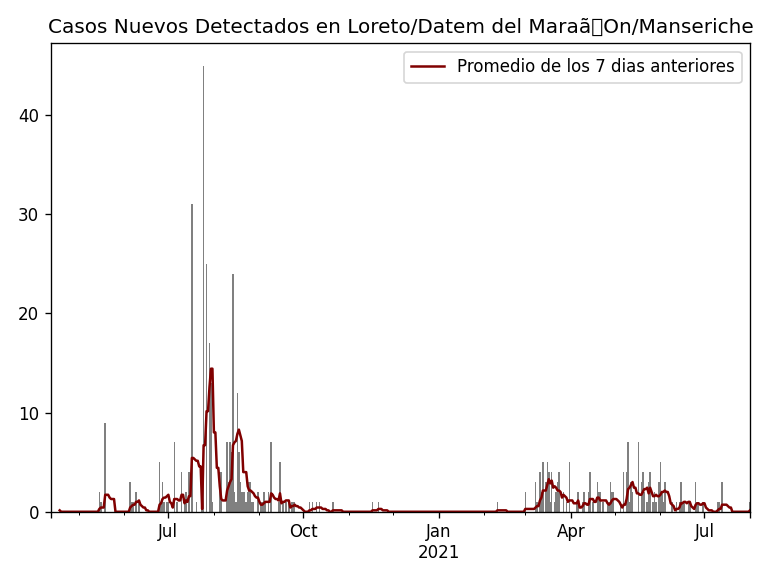 Casos Nuevos Detectados en Loreto/Datem del Maraã▯On/Manseriche
Promedio de los 7 dias anteriores
40
30
20
10
0
Jul
Oct
Jan
2021
Apr
Jul